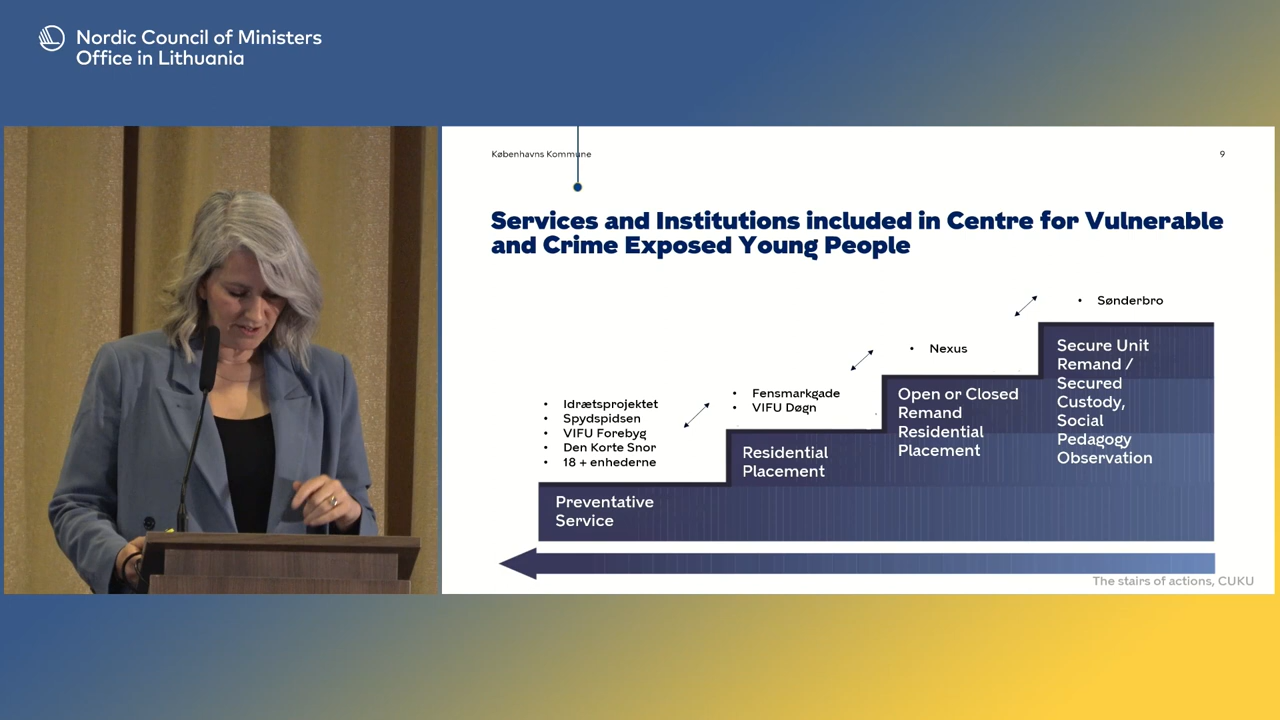 Nordic Council of Ministers
Office in Lithuania
Københavns Kommune
9
Services and Institutions included in Centre for Vulnerable
and Crime Exposed Young People
• Idrætsprojektet
• Spydspidsen
• VIFU Forebyg
• Den Korte Snor
• 18 + enhederne
Preventative
Service
• Fensmarkgade
• VIFU Døgn
Residential
Placement
• Nexus
Open or Closed
Remand
Residential
Placement
• Sønderbro
Secure Unit
Remand /
Secured
Custody,
Social
Pedagogy
Observation
The stairs of actions, CUKU